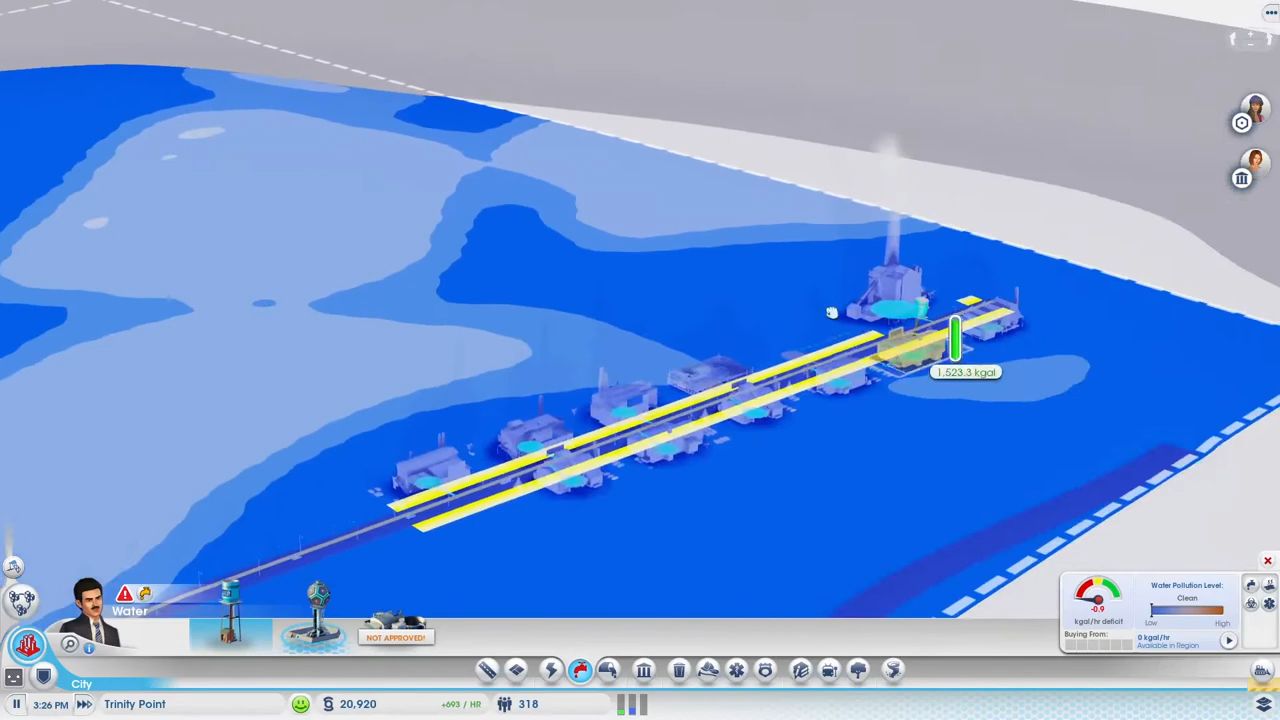 1,523.3 kgal
Water
NOT APPROVED!
Water Pollution Level:
Clean
-0.9
kgal/hr deficit
Low
High
Buying From:
0 kgal/hr
Available in Region
City
3:26 PM
Trinity Point
20,920
+693 / HR
318